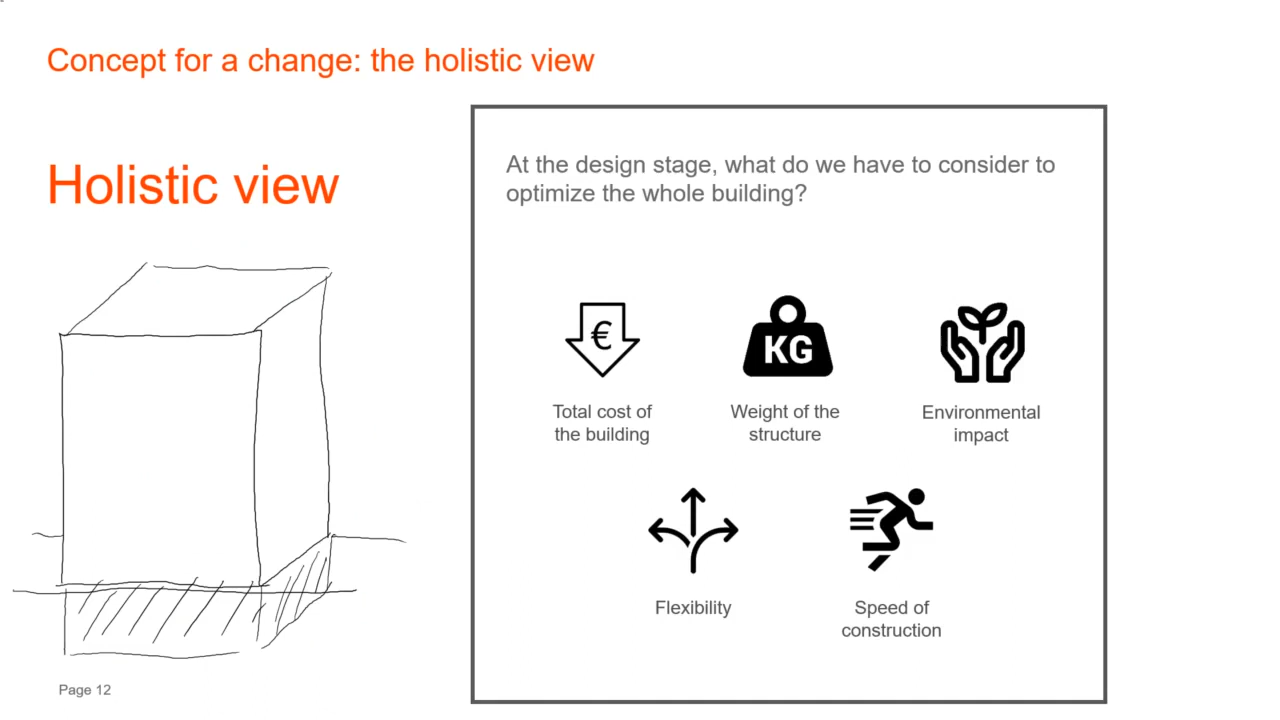 Concept for a change: the holistic view
Holistic view
At the design stage, what do we have to consider to
optimize the whole building?
€
KG
Total cost of
the building
Weight of the
structure
Environmental
impact
Flexibility
Speed of
construction
Page 12